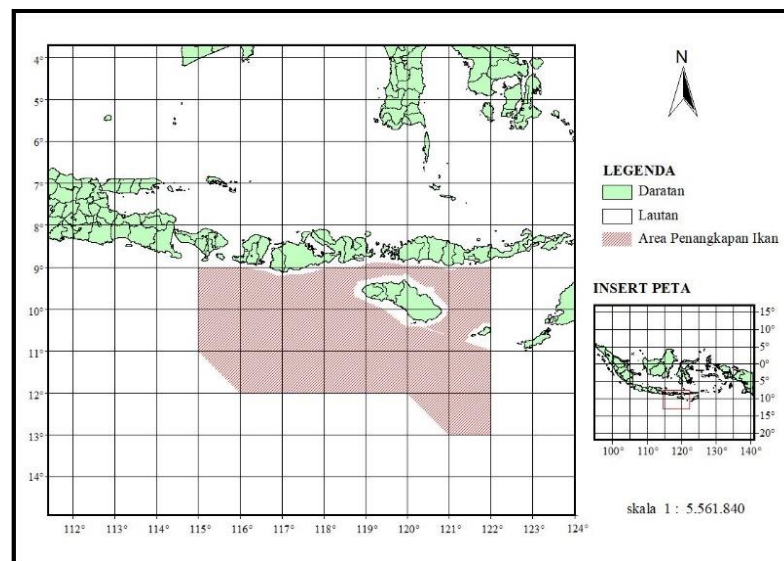 4°
5°
6°
7°
8°
9°
10°
11°
12°
13°
14°
112° 113° 114° 115° 116° 117° 118° 119° 120° 121° 122° 123° 124°
N
LEGENDA
Daratan
Lautan
Area Penangkapan Ikan
INSERT PETA
15°
10°
5°
0°
5°
10°
15°
20°
100° 110° 120° 130° 140°
skala 1 : 5.561.840